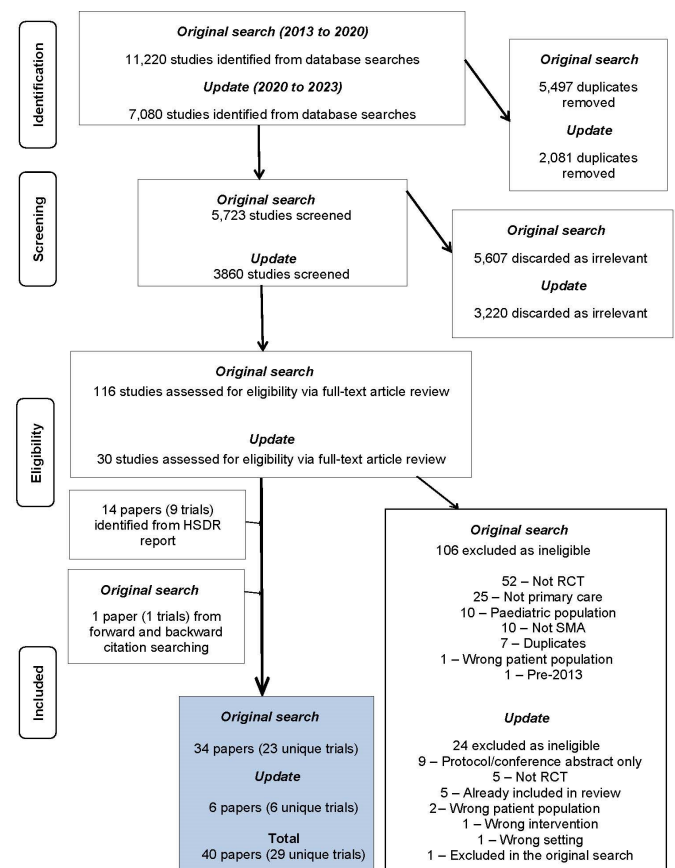 Identification
Original search (2013 to 2020)
11,220 studies identified from database searches
Update (2020 to 2023)
7,080 studies identified from database searches
Original search
5,497 duplicates
removed
Update
2,081 duplicates
removed
Screening
Original search
5,723 studies screened
Update
3860 studies screened
Original search
5,607 discarded as irrelevant
Update
3,220 discarded as irrelevant
Eligibility
Original search
116 studies assessed for eligibility via full-text article review
Update
30 studies assessed for eligibility via full-text article review
14 papers (9 trials)
identified from HSDR
report
Original search
1 paper (1 trials) from
forward and backward
citation searching
Original search
106 excluded as ineligible
52 – Not RCT
25 – Not primary care
10 – Paediatric population
10 – Not SMA
7 – Duplicates
1 – Wrong patient population
1 – Pre-2013
Update
24 excluded as ineligible
9 – Protocol/conference abstract only
5 – Not RCT
5 – Already included in review
2– Wrong patient population
1 – Wrong intervention
1 – Wrong setting
1 – Excluded in the original search
Included
Original search
34 papers (23 unique trials)
Update
6 papers (6 unique trials)
Total
40 papers (29 unique trials)